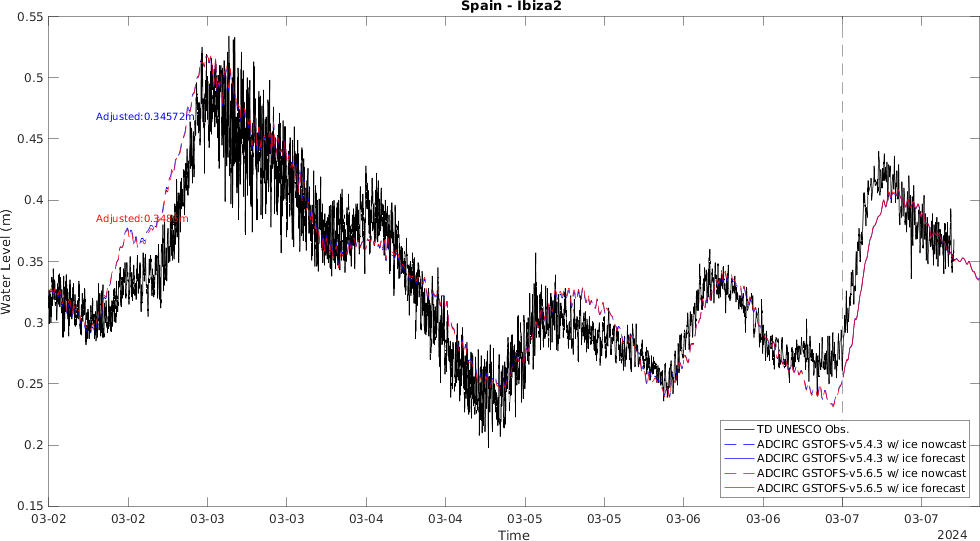 Spain - Ibiza2
Water Level (m)
0.55
0.5
0.45
0.4
0.35
0.3
0.25
0.2
0.15
Adjusted:0.34572m
Adjusted:
03-02 03-02 03-03 03-03 03-04 03-04 03-05 03-05 03-06 03-06 03-07 03-07
Time
2024
TD UNESCO Obs.
ADCIRC GSTOFS-v5.4.3 w/ ice nowcast
ADCIRC GSTOFS-v5.4.3 w/ ice forecast
ADCIRC GSTOFS-v5.6.5 w/ ice nowcast
ADCIRC GSTOFS-v5.6.5 w/ ice forecast